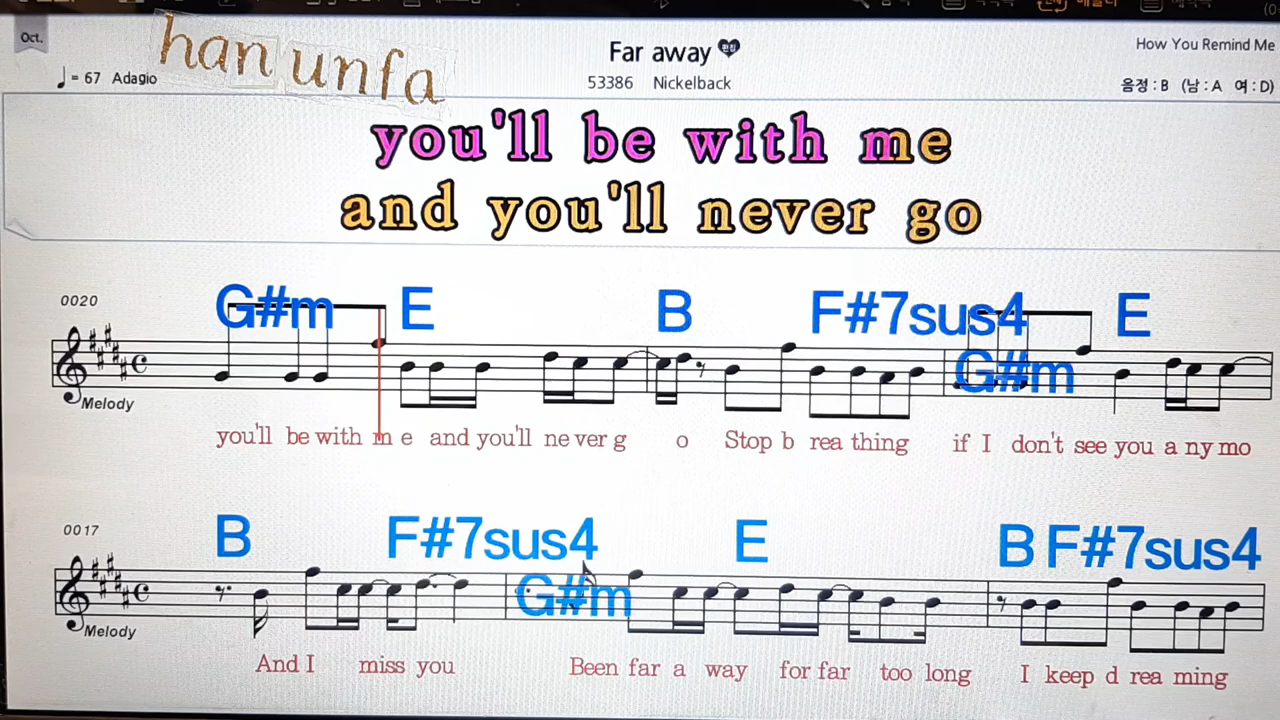 Oct.
han unfa
Far away 편집
How You Remind Me
♩= 67 Adagio
53386 Nickelback
음정 : B (남 : A 여 : D)
you'll be with me
and you'll never go
0020
G#m E B F#7sus4 G#m E
Melody
you'll be with m e and you'll ne ver g o Stop b rea thing if I don't see you a ny mo
0017
B F#7sus4 G#m E B F#7sus4
Melody
And I miss you Been far a way for far too long I keep d rea ming